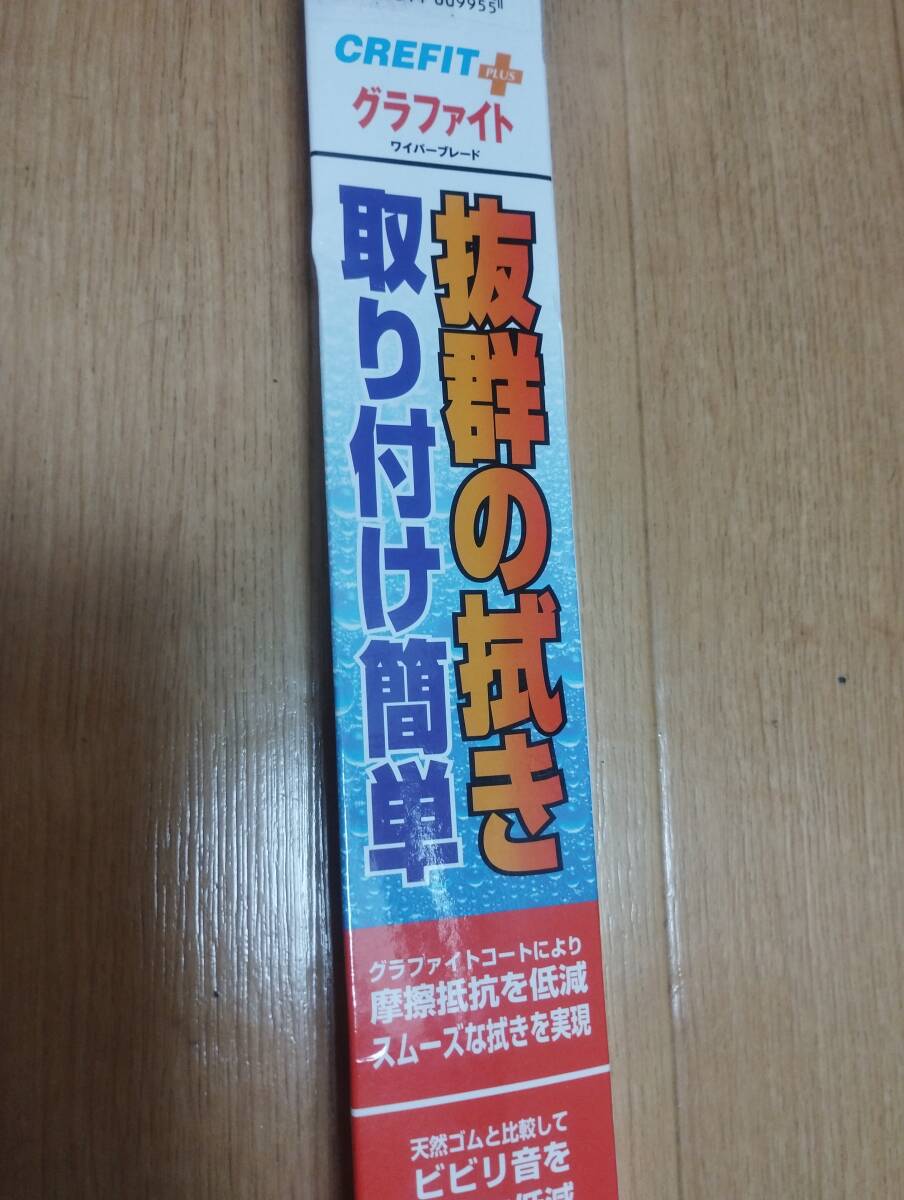 009955
CREFIT PLUS
グラファイト
ワイパーブレード
抜群の拭き
取り付け簡単
グラファイトコートにより
摩擦抵抗を低減
スムーズな拭きを実現
天然ゴムと比較して
ビビリ音を
低減